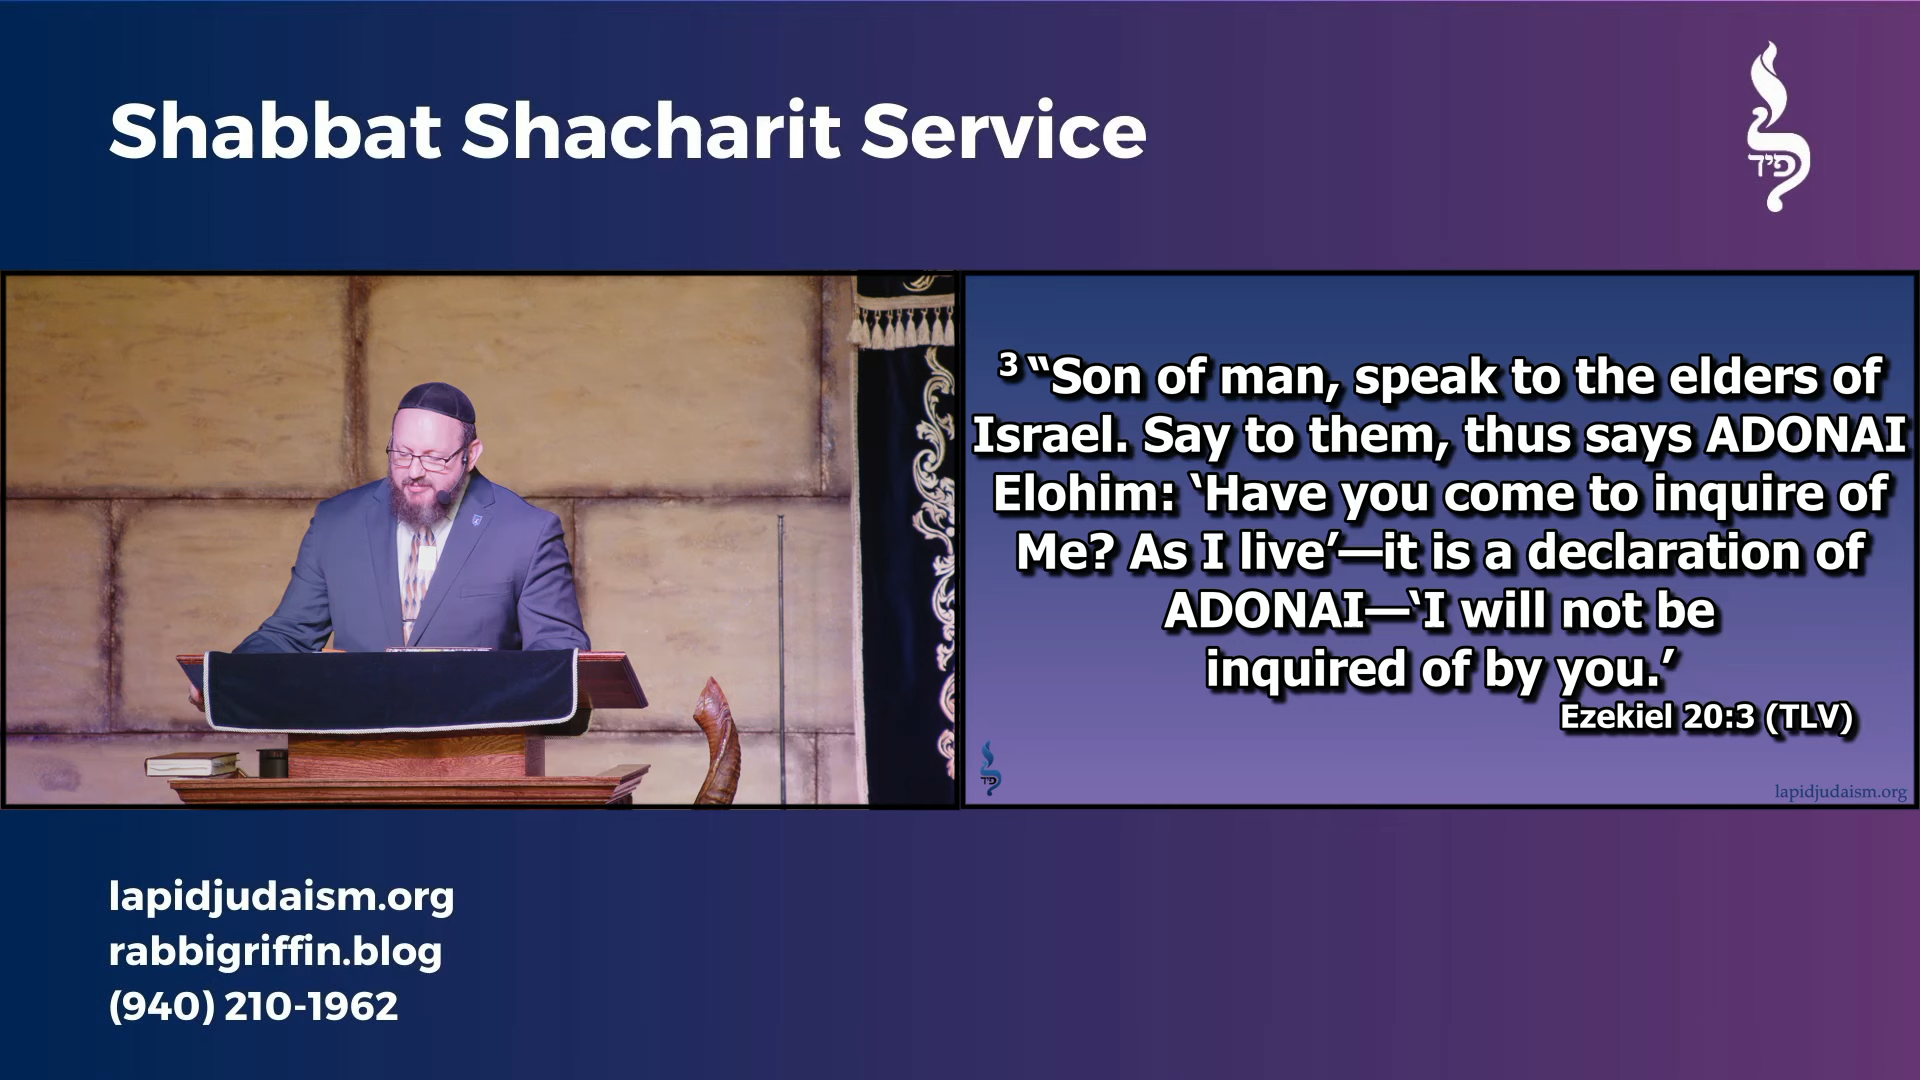 Shabbat Shacharit Service
פיד
3 “Son of man, speak to the elders of
Israel. Say to them, thus says ADONAI
Elohim: ‘Have you come to inquire of
Me? As I live’—it is a declaration of
ADONAI—‘I will not be
inquired of by you.’
Ezekiel 20:3 (TLV)
פיד
lapidjudaism.org
lapidjudaism.org
rabbigriffin.blog
(940) 210-1962